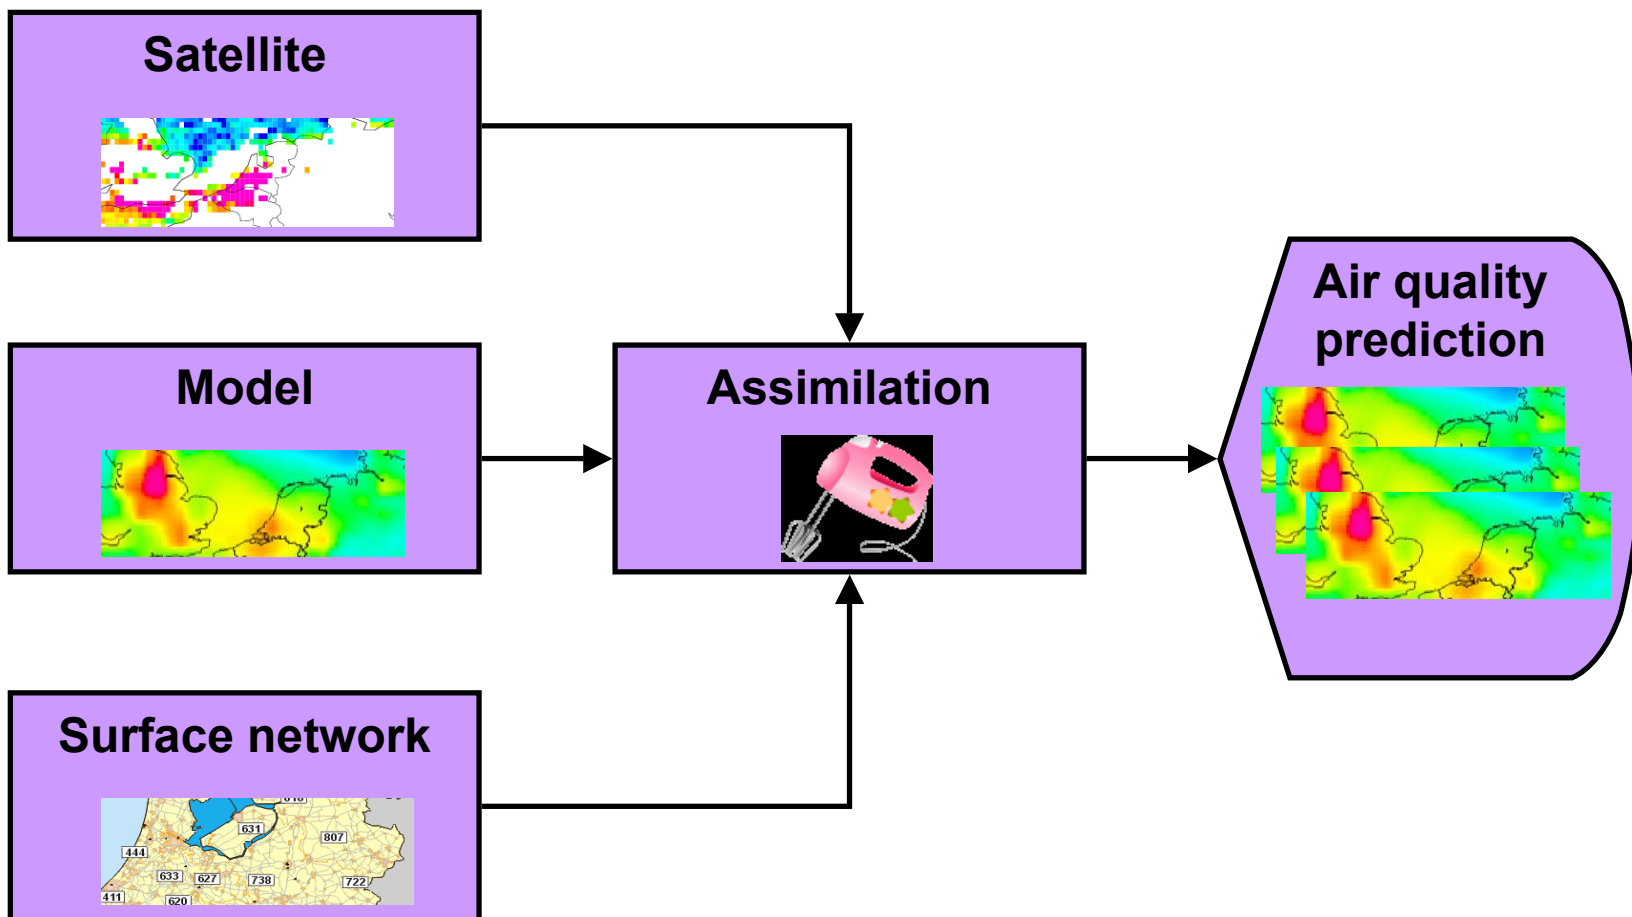 Satellite
Model
Assimilation
Air quality
prediction
Surface network
631
807
444
633
627
738
722
411
620